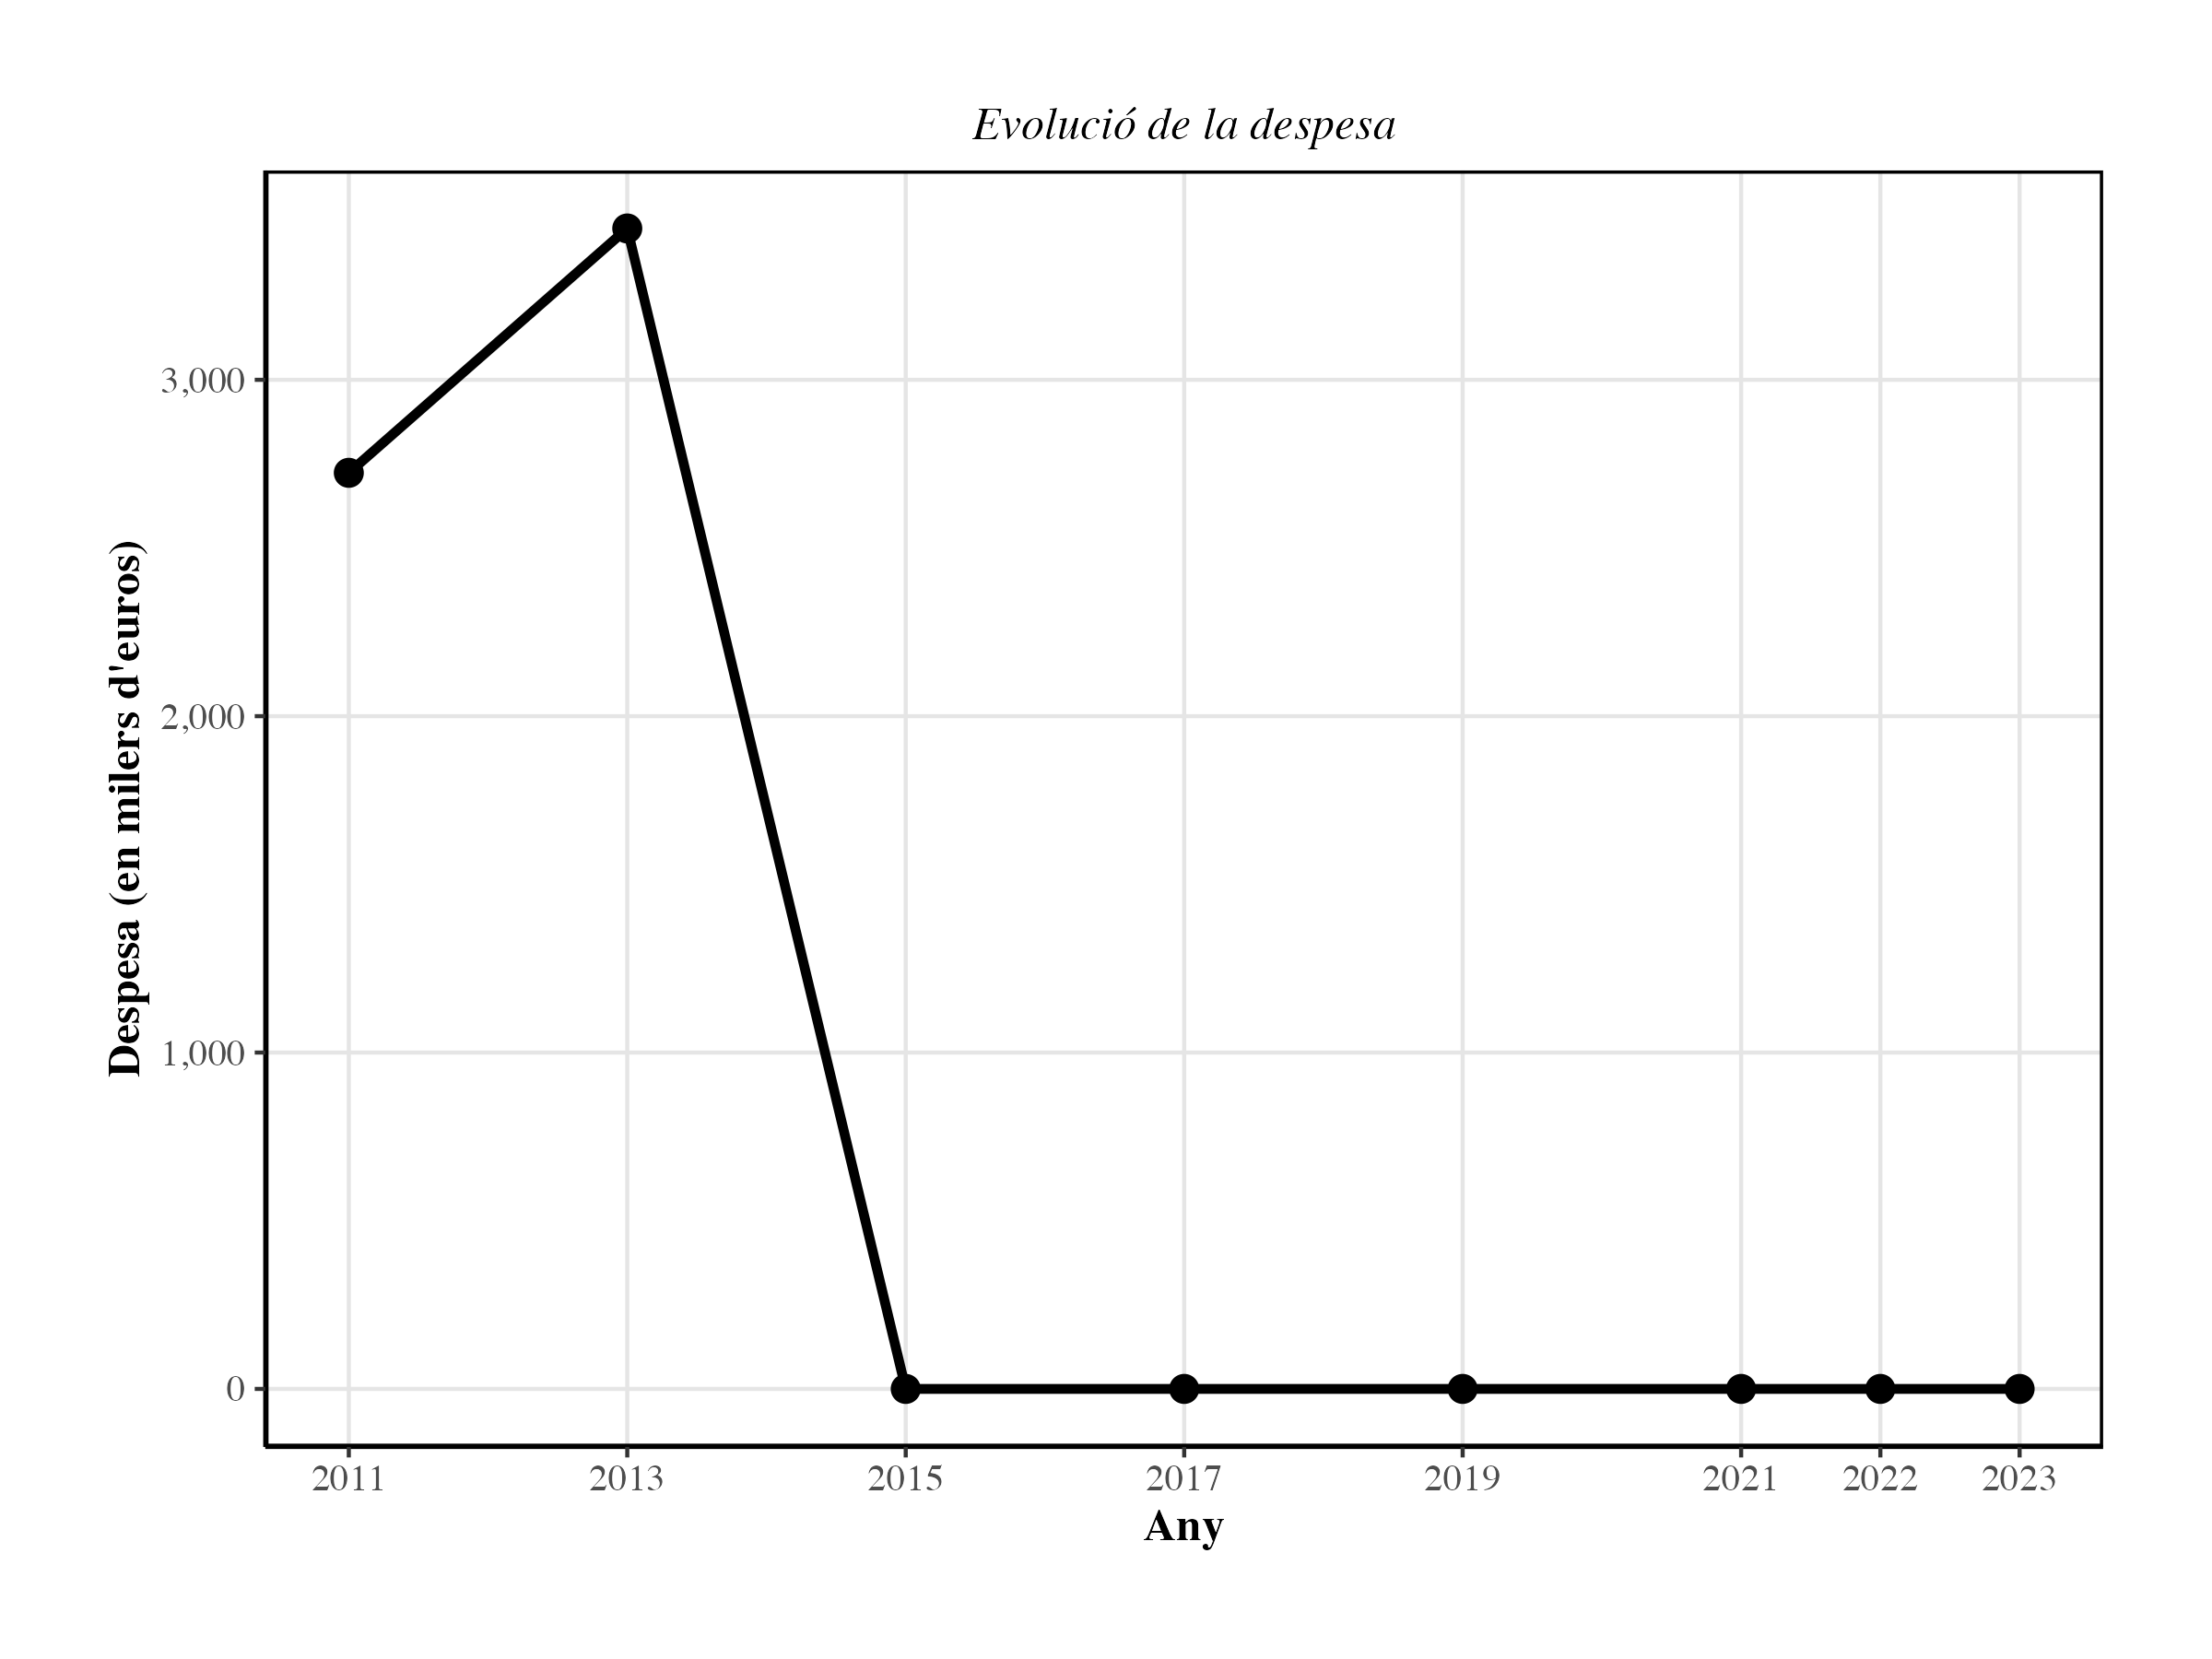 Evolució de la despesa
Despesa (en milers d'euros)
3,000
2,000
1,000
0
2011 2013 2015 2017 2019 2021 2022 2023
Any